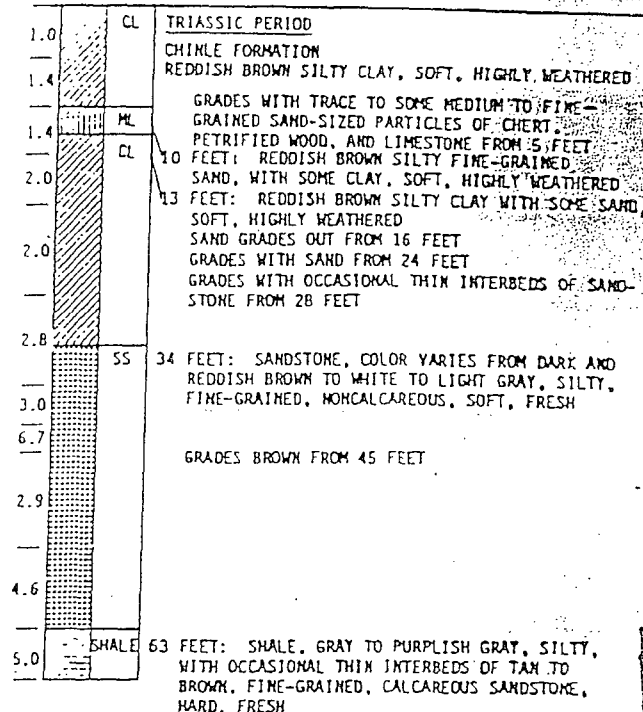 1.0
CL
TRIASSIC PERIOD
CHINLE FORMATION
REDDISH BROWN SILTY CLAY, SOFT, HIGHLY WEATHERED
1.4
GRADES WITH TRACE TO SOME MEDIUM TO FINE-
GRAINED SAND-SIZED PARTICLES OF CHERT,
PETRIFIED WOOD, AND LIMESTONE FROM 5 FEET
1.4
ML
10 FEET: REDDISH BROWN SILTY FINE-GRAINED
SAND, WITH SOME CLAY, SOFT, HIGHLY WEATHERED
CL
2.0
13 FEET: REDDISH BROWN SILTY CLAY WITH SOME SAND,
SOFT, HIGHLY WEATHERED
SAND GRADES OUT FROM 16 FEET
2.0
GRADES WITH SAND FROM 24 FEET
GRADES WITH OCCASIONAL THIN INTERBEDS OF SAND-
STONE FROM 28 FEET
2.8
SS
34 FEET: SANDSTONE, COLOR VARIES FROM DARK AND
REDDISH BROWN TO WHITE TO LIGHT GRAY, SILTY,
FINE-GRAINED, NONCALCAREOUS, SOFT, FRESH
3.0
6.7
GRADES BROWN FROM 45 FEET
2.9
4.6
5.0
SHALE
63 FEET: SHALE, GRAY TO PURPLISH GRAY, SILTY,
WITH OCCASIONAL THIN INTERBEDS OF TAN TO
BROWN, FINE-GRAINED, CALCAREOUS SANDSTONE,
HARD, FRESH